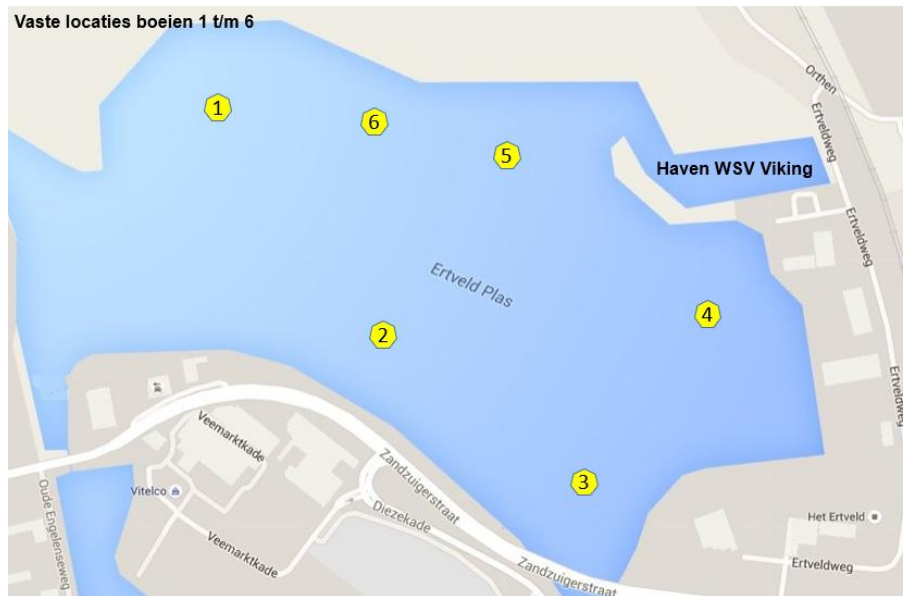 Vaste locaties boeien 1 t/m 6
Orthen
1
6
Ertveldweg
5
Haven WSV Viking
Ertveldweg
Ertveld Plas
4
2
Ertveldweg
Veemarktkade
Zandzuigerstraat
3
Vitelco
Oude Engelenseweg
Diezekade
Het Ertveld
Veemarktkade
Zandzuigerstraat
Ertveldweg